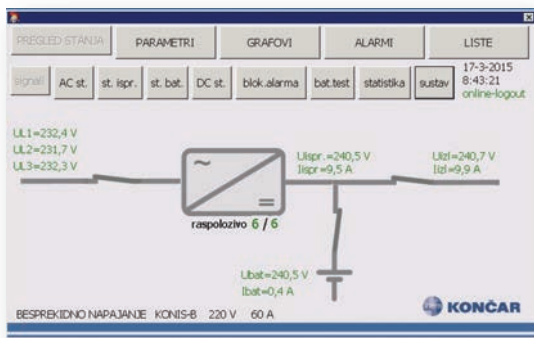 PREGLED STANJA PARAMETRI GRAFOVI ALARMI LISTE
signali AC st. st. ispr. st. bat. DC st. blok.alarma bat.test statistika sustav
17-3-2015
8:43:21
online-logout
UL1=232,4 V
UL2=231,7 V
UL3=232,3 V
~
=
raspolozivo 6 / 6
Uispr.=240,5 V
Iispr=9,5 A
Uizl=240,7 V
Iizl=9,9 A
Ubat=240,5 V
Ibat=0,4 A
BESPREKIDNO NAPAJANJE KONIS-B 220 V 60 A
KONČAR